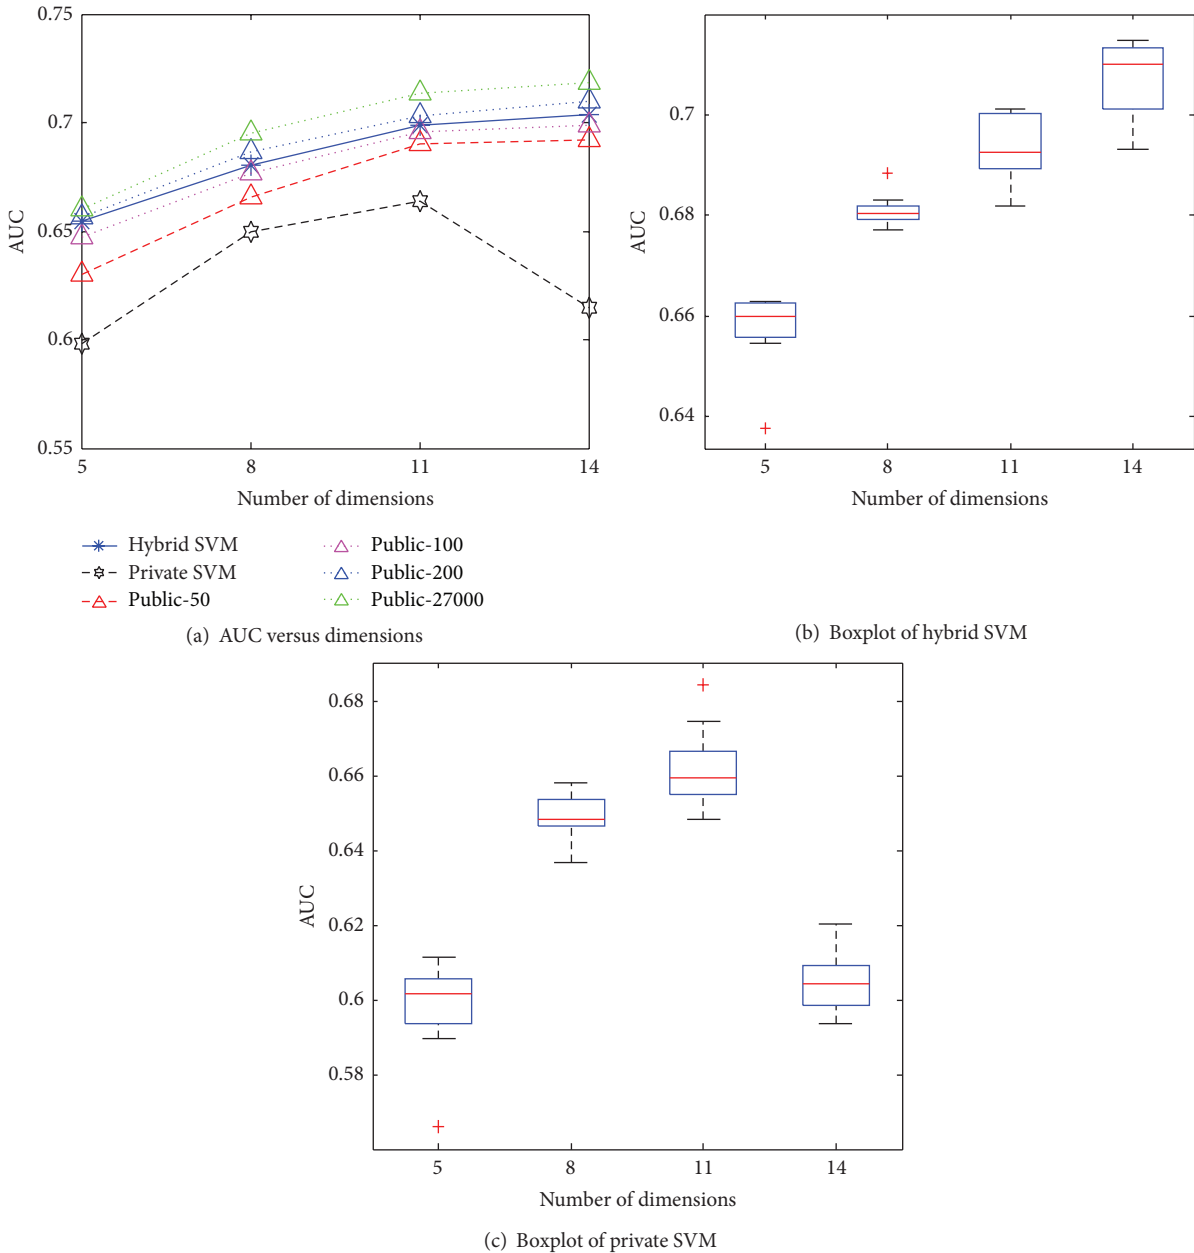 0.75
0.7
0.65
0.6
0.55
AUC
5
8
11
14
Number of dimensions
Hybrid SVM
Private SVM
Public-50
Public-100
Public-200
Public-27000
(a) AUC versus dimensions
0.7
0.68
0.66
0.64
AUC
5
8
11
14
Number of dimensions
(b) Boxplot of hybrid SVM
0.68
0.66
0.64
0.62
0.6
0.58
AUC
5
8
11
14
Number of dimensions
(c) Boxplot of private SVM